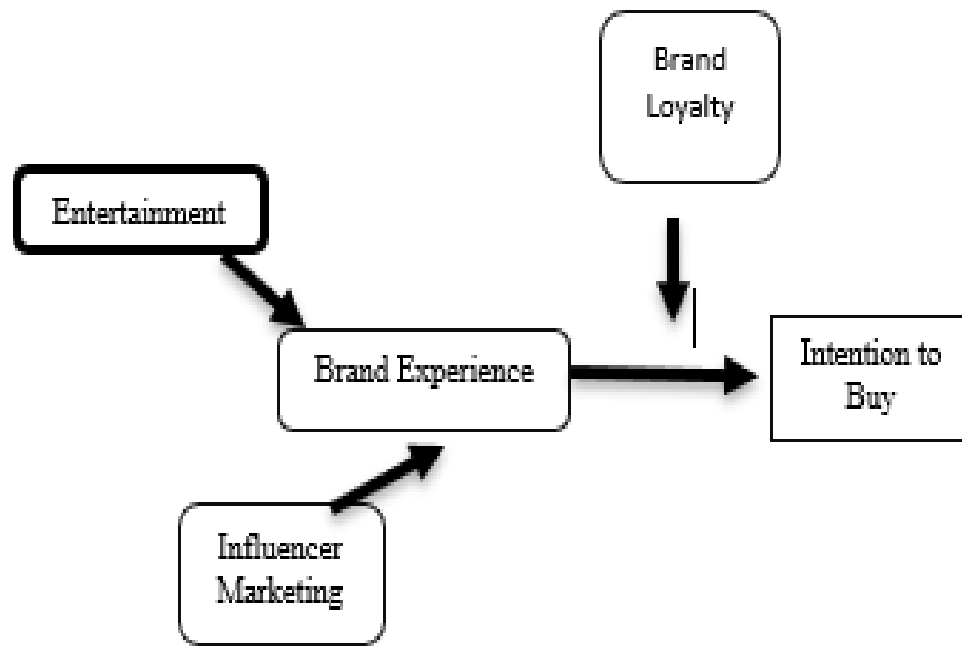 Brand
Loyalty
Entertainment
Brand Experience
Intention to
Buy
Influencer
Marketing